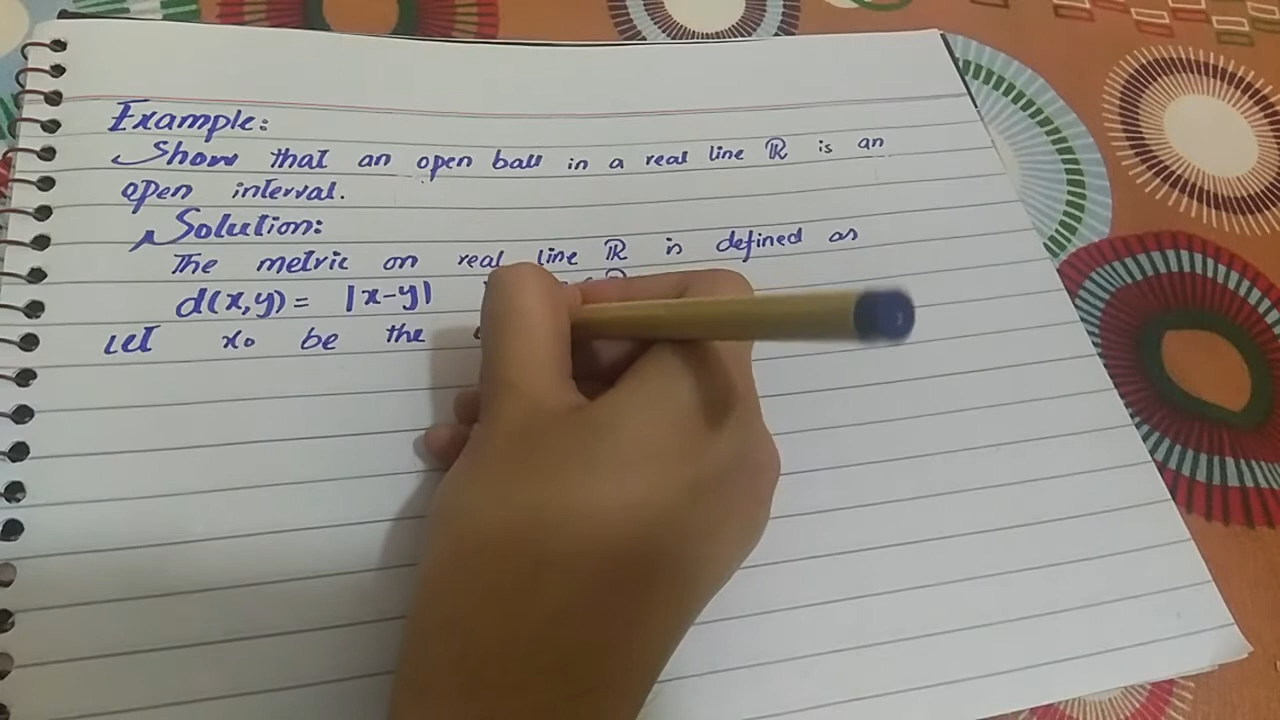 Example:
Show that an open ball in a real line ℝ is an
open interval.
Solution:
The metric on real line ℝ is defined as
d(x,y) = |x-y|
Let x₀ be the